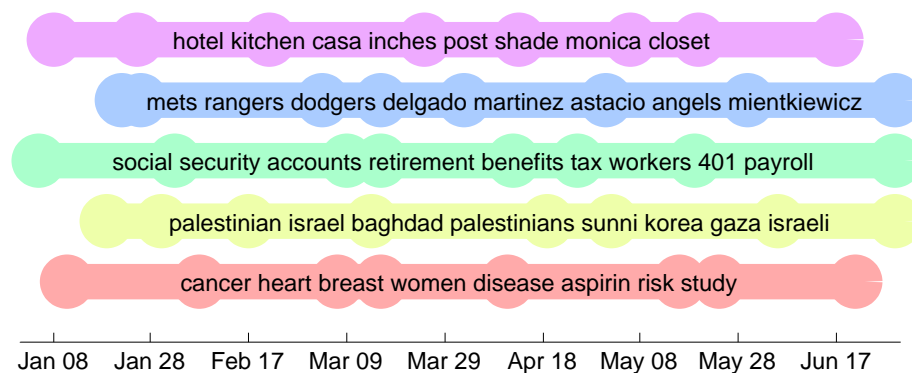 hotel kitchen casa inches post shade monica closet
mets rangers dodgers delgado martinez astacio angels mientkiewicz
social security accounts retirement benefits tax workers 401 payroll
palestinian israel baghdad palestinians sunni korea gaza israeli
cancer heart breast women disease aspirin risk study
Jan 08 Jan 28 Feb 17 Mar 09 Mar 29 Apr 18 May 08 May 28 Jun 17